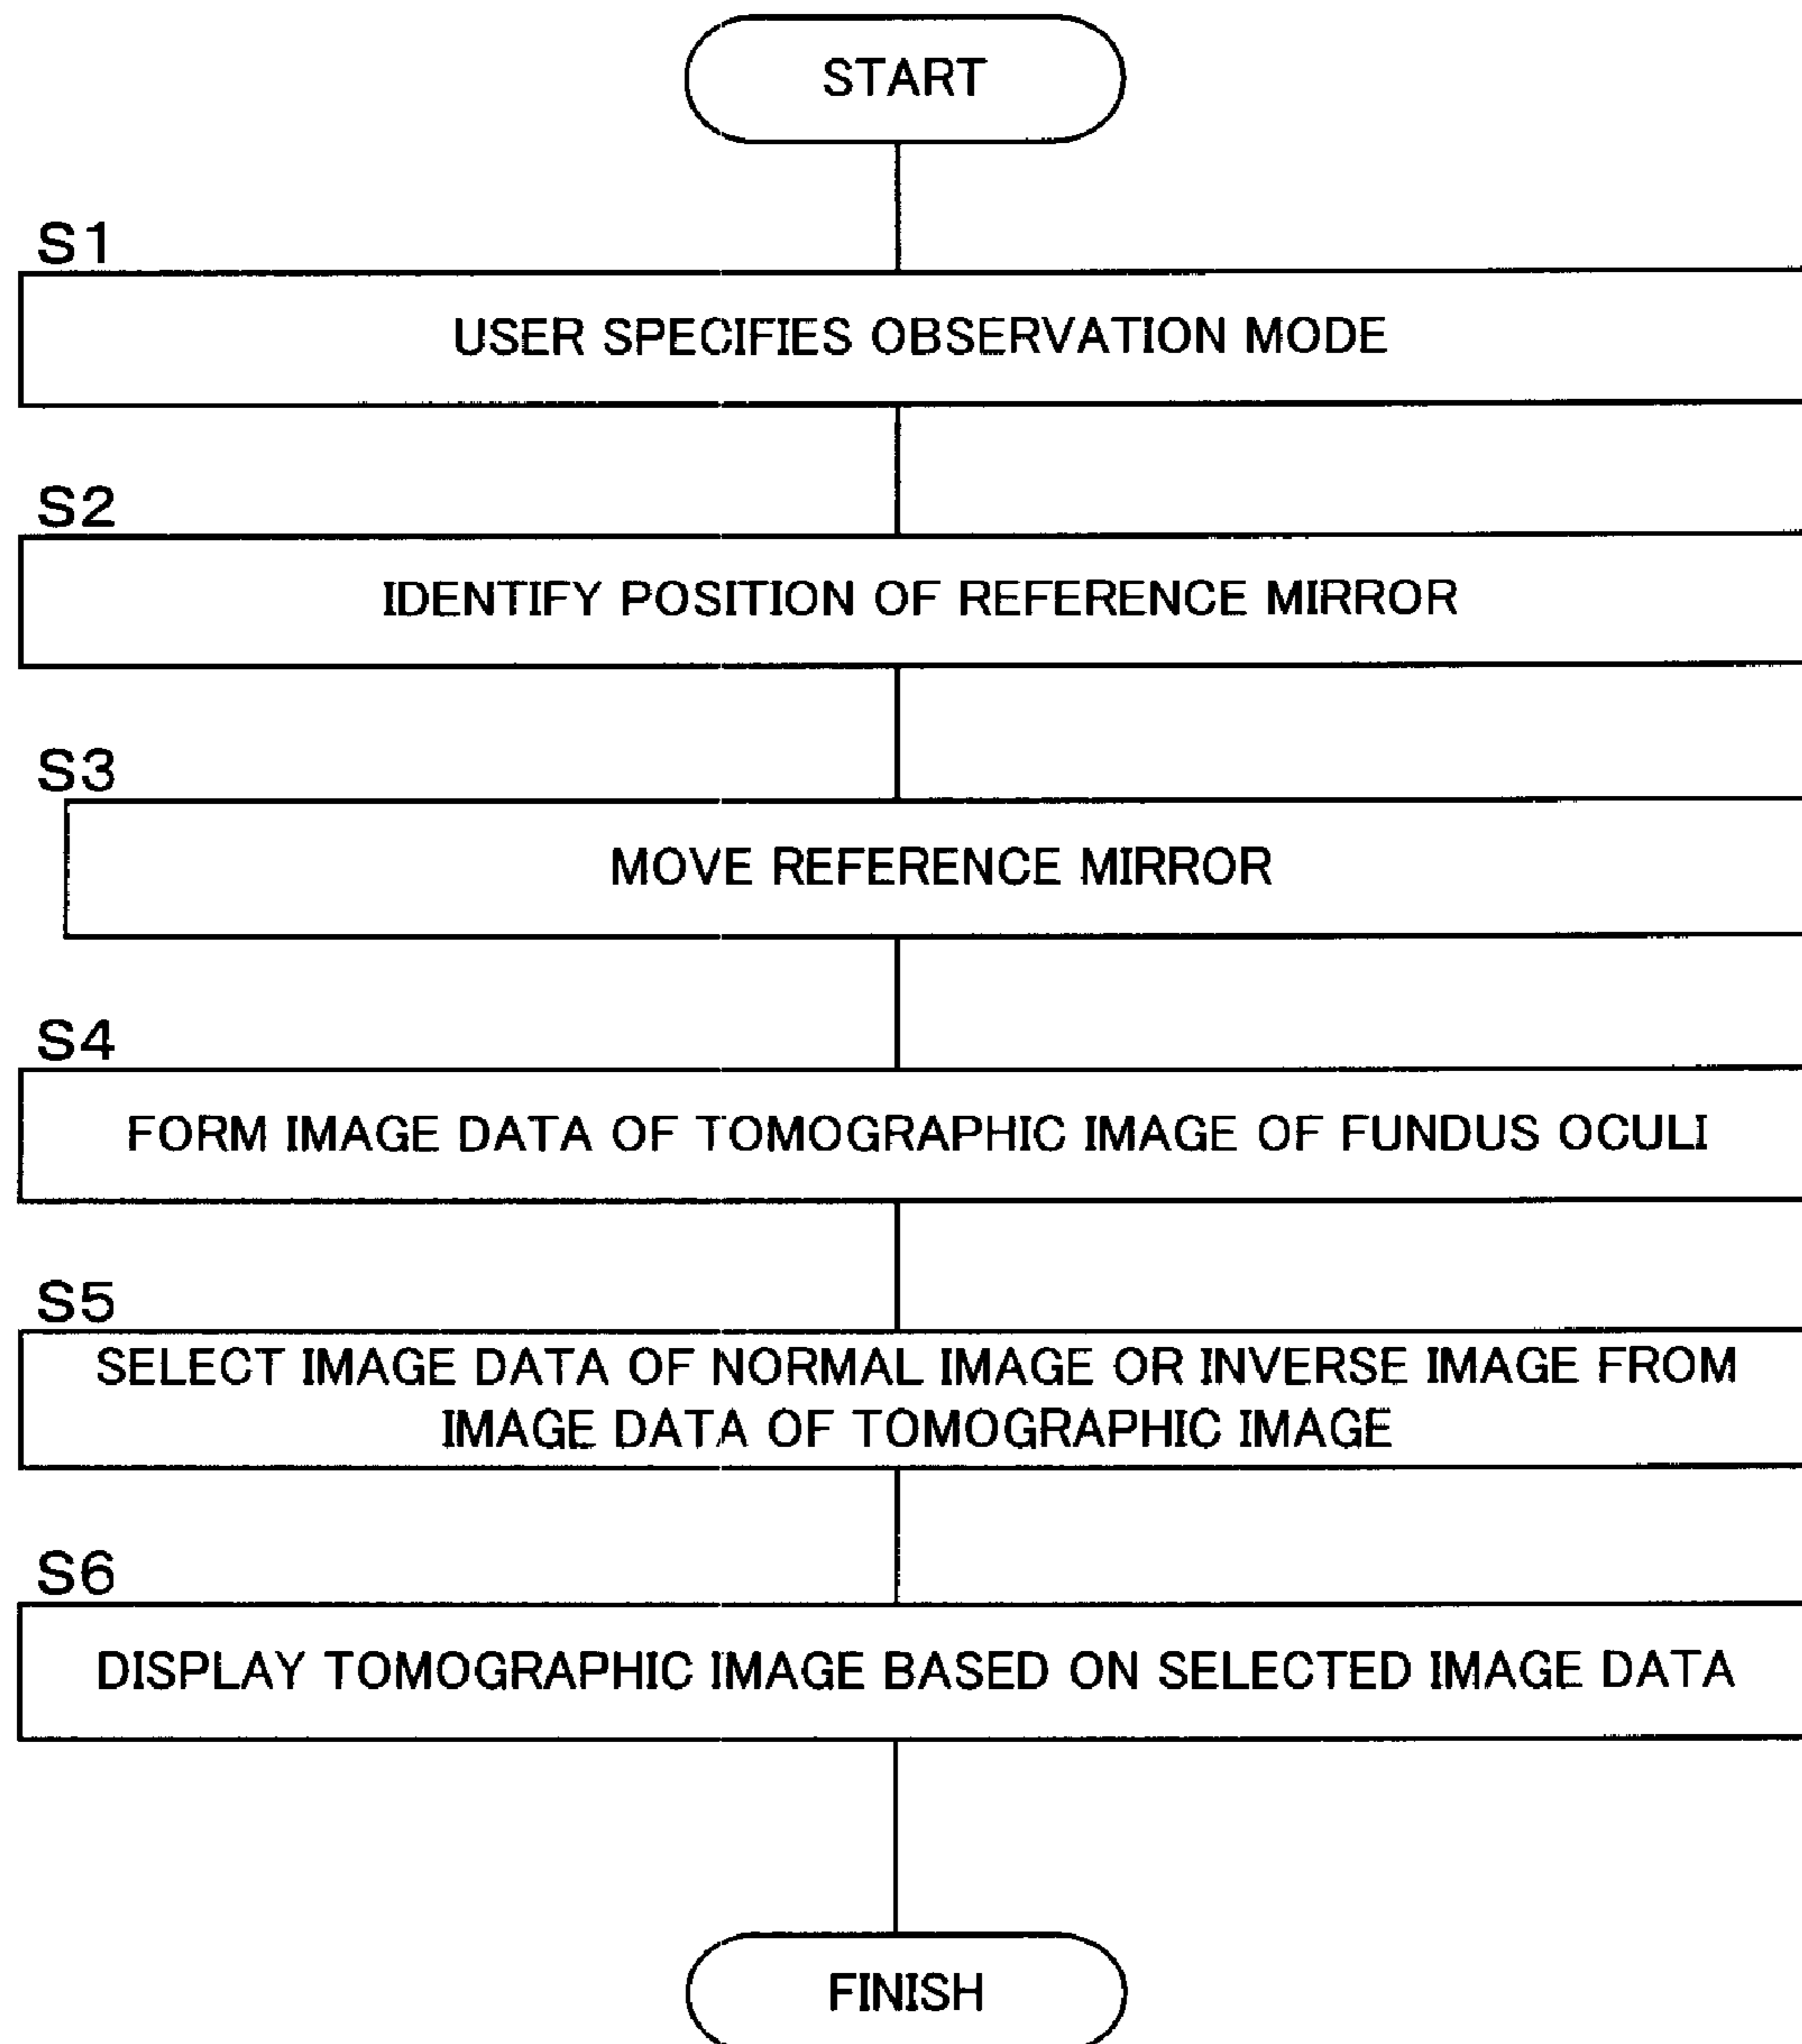 START
S1
USER SPECIFIES OBSERVATION MODE
S2
IDENTIFY POSITION OF REFERENCE MIRROR
S3
MOVE REFERENCE MIRROR
S4
FORM IMAGE DATA OF TOMOGRAPHIC IMAGE OF FUNDUS OCULI
S5
SELECT IMAGE DATA OF NORMAL IMAGE OR INVERSE IMAGE FROM
IMAGE DATA OF TOMOGRAPHIC IMAGE
S6
DISPLAY TOMOGRAPHIC IMAGE BASED ON SELECTED IMAGE DATA
FINISH